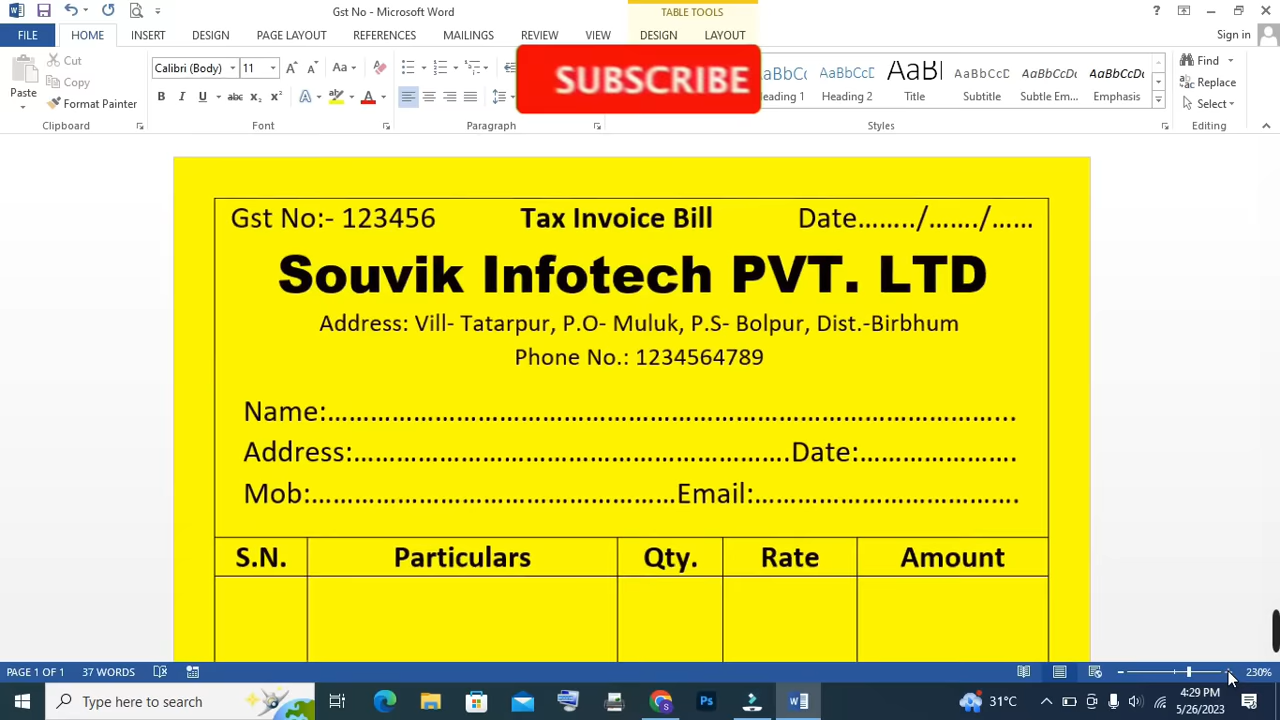 Gst No - Microsoft Word
TABLE TOOLS
FILE HOME INSERT DESIGN PAGE LAYOUT REFERENCES MAILINGS REVIEW VIEW DESIGN LAYOUT Sign in
Cut
Copy
Format Painter
Paste
Calibri (Body) 11
SUBSCRIBE
Heading 1 Heading 2 Title Subtitle Subtle Em... Emphasis
Find
Replace
Select
Clipboard Font Paragraph Styles Editing
Gst No:- 123456 Tax Invoice Bill Date......../......./......
Souvik Infotech PVT. LTD
Address: Vill- Tatarpur, P.O- Muluk, P.S- Bolpur, Dist.-Birbhum
Phone No.: 1234564789
Name:……………………………………………………………………………………...
Address:…………………………………………………….Date:………………….
Mob:……………………………………………Email:……………………………….
S.N. Particulars Qty. Rate Amount
PAGE 1 OF 1 37 WORDS 230%
Type here to search
31°C
4:29 PM
5/26/2023